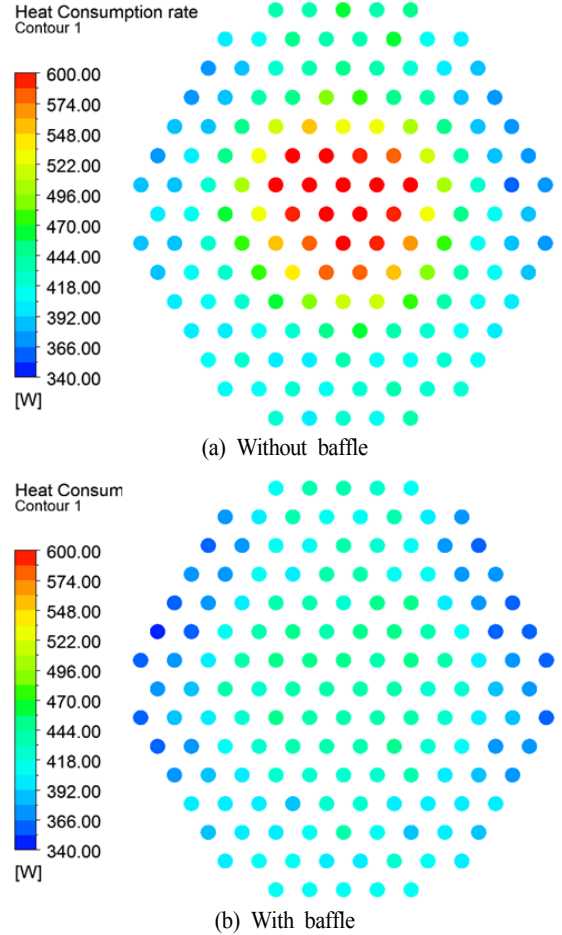 Heat Consumption rate
Contour 1
600.00
574.00
548.00
522.00
496.00
470.00
444.00
418.00
392.00
366.00
340.00
[W]
(a) Without baffle
Heat Consum
Contour 1
600.00
574.00
548.00
522.00
496.00
470.00
444.00
418.00
392.00
366.00
340.00
[W]
(b) With baffle